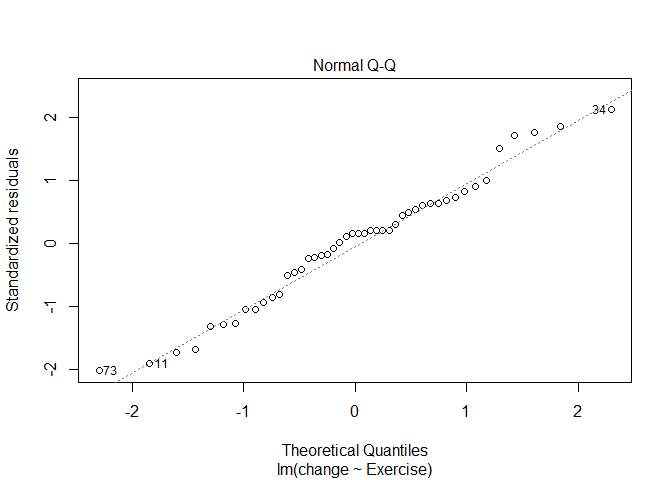 Normal Q-Q
Standardized residuals
2
1
0
-1
-2
34
11
73
-2 -1 0 1 2
Theoretical Quantiles
lm(change ~ Exercise)